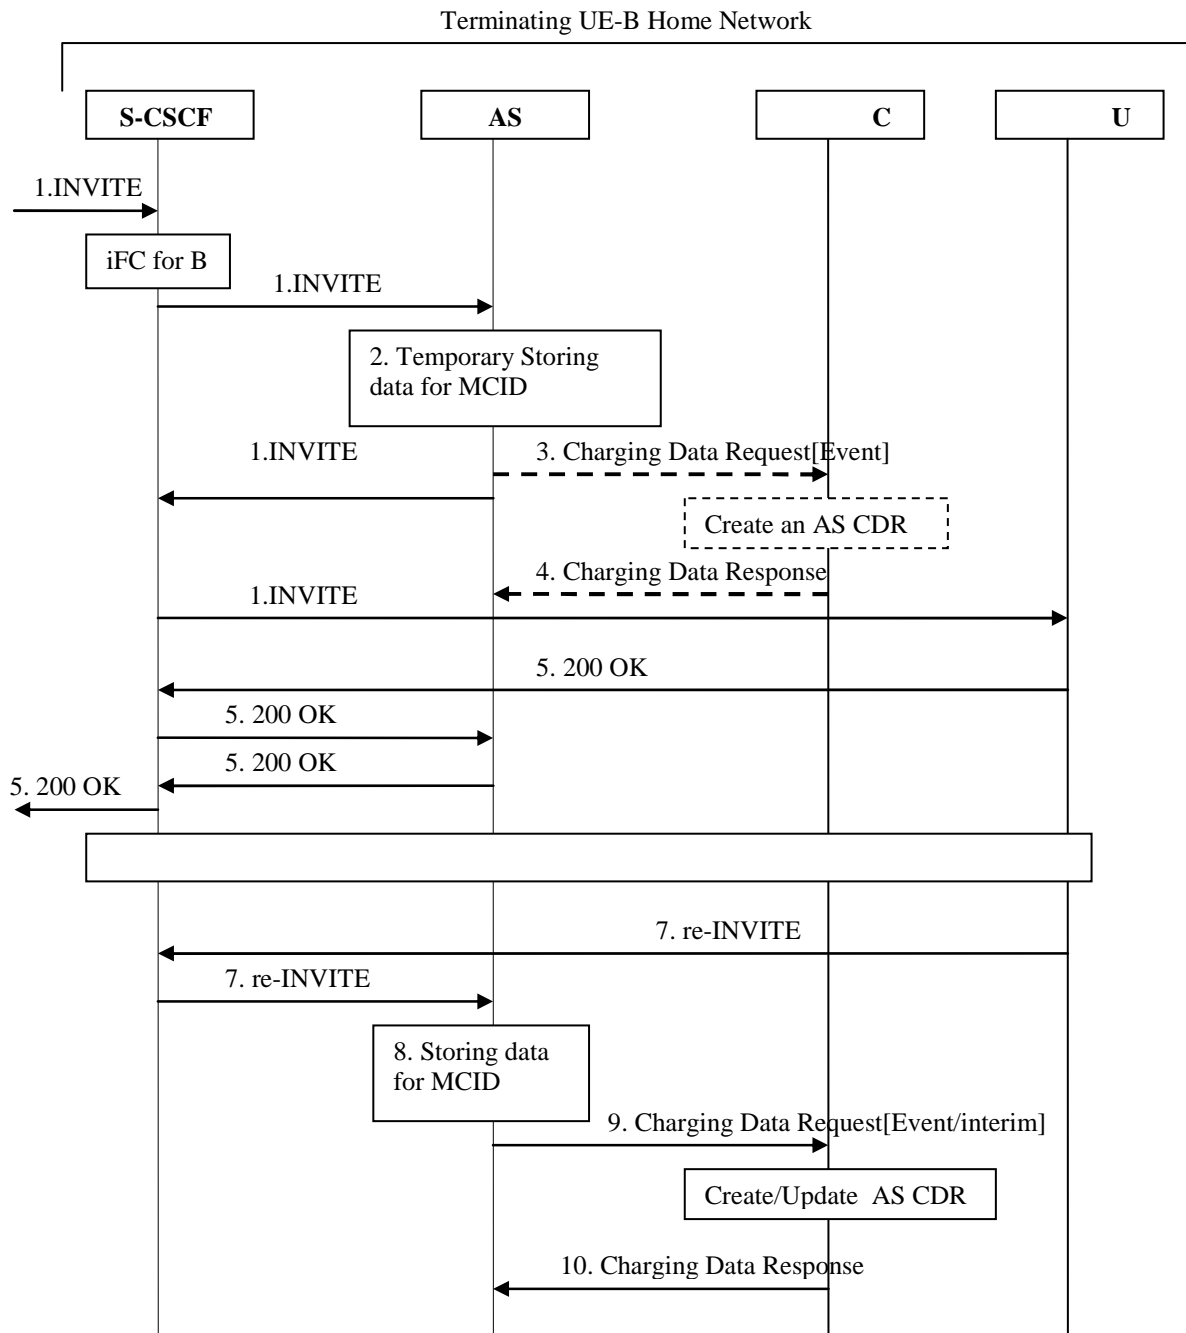 Terminating UE-B Home Network
S-CSCF
AS
C
U
1.INVITE
iFC for B
1.INVITE
2. Temporary Storing
data for MCID
1.INVITE
3. Charging Data Request[Event]
Create an AS CDR
4. Charging Data Response
1.INVITE
5. 200 OK
5. 200 OK
5. 200 OK
5. 200 OK
7. re-INVITE
7. re-INVITE
8. Storing data
for MCID
9. Charging Data Request[Event/interim]
Create/Update  AS CDR
10. Charging Data Response